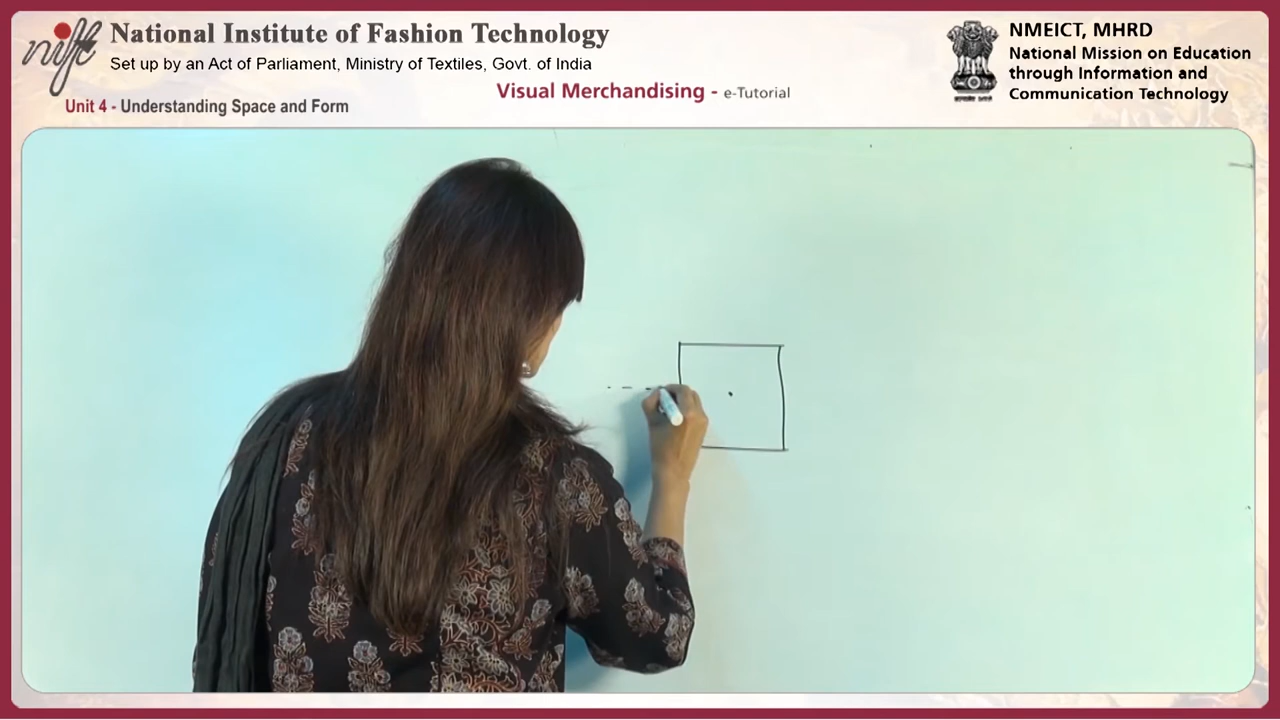 nift
National Institute of Fashion Technology
Set up by an Act of Parliament, Ministry of Textiles, Govt. of India
Visual Merchandising - e-Tutorial
Unit 4 - Understanding Space and Form
NMEICT, MHRD
National Mission on Education
through Information and
Communication Technology